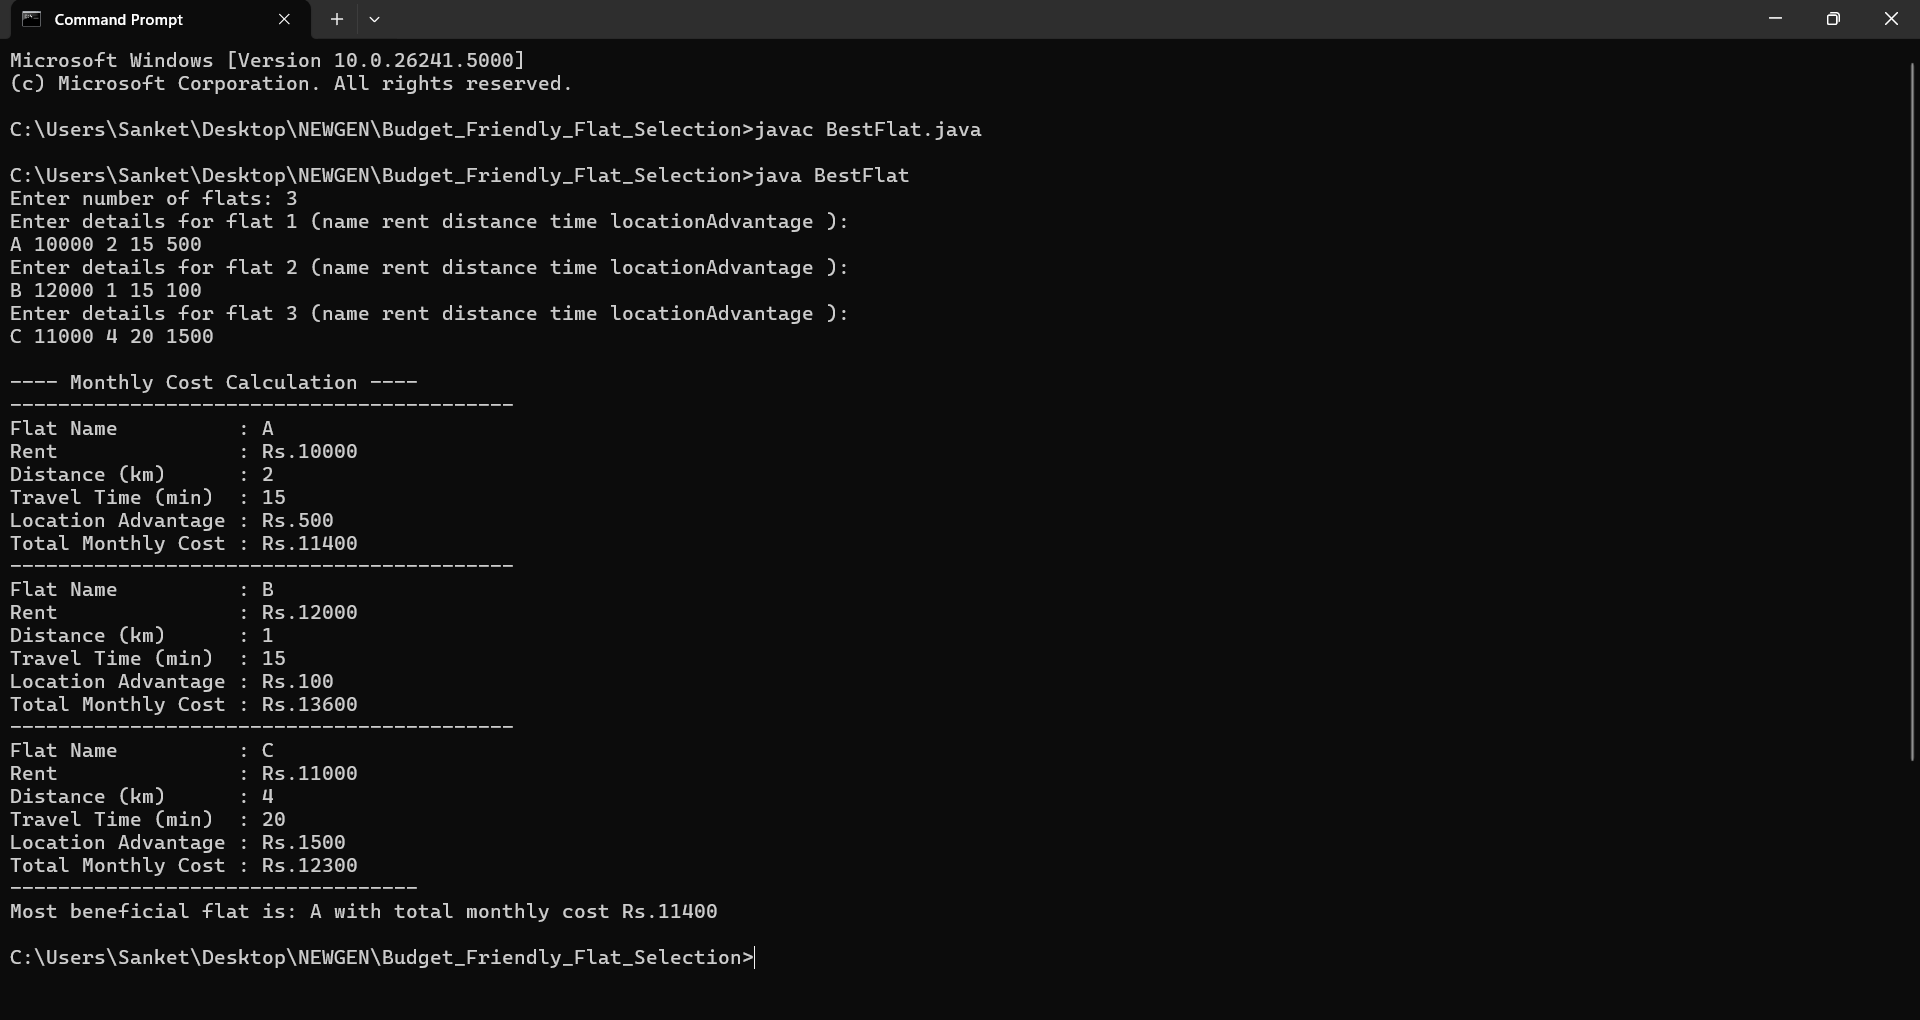 Command Prompt
Microsoft Windows [Version 10.0.26241.5000]
(c) Microsoft Corporation. All rights reserved.
C:\Users\Sanket\Desktop\NEWGEN\Budget_Friendly_Flat_Selection>javac BestFlat.java
C:\Users\Sanket\Desktop\NEWGEN\Budget_Friendly_Flat_Selection>java BestFlat
Enter number of flats: 3
Enter details for flat 1 (name rent distance time locationAdvantage ):
A 10000 2 15 500
Enter details for flat 2 (name rent distance time locationAdvantage ):
B 12000 1 15 100
Enter details for flat 3 (name rent distance time locationAdvantage ):
C 11000 4 20 1500
---- Monthly Cost Calculation ----
------------------------------------------
Flat Name          : A
Rent               : Rs.10000
Distance (km)      : 2
Travel Time (min)  : 15
Location Advantage : Rs.500
Total Monthly Cost : Rs.11400
------------------------------------------
Flat Name          : B
Rent               : Rs.12000
Distance (km)      : 1
Travel Time (min)  : 15
Location Advantage : Rs.100
Total Monthly Cost : Rs.13600
------------------------------------------
Flat Name          : C
Rent               : Rs.11000
Distance (km)      : 4
Travel Time (min)  : 20
Location Advantage : Rs.1500
Total Monthly Cost : Rs.12300
----------------------------------
Most beneficial flat is: A with total monthly cost Rs.11400
C:\Users\Sanket\Desktop\NEWGEN\Budget_Friendly_Flat_Selection>